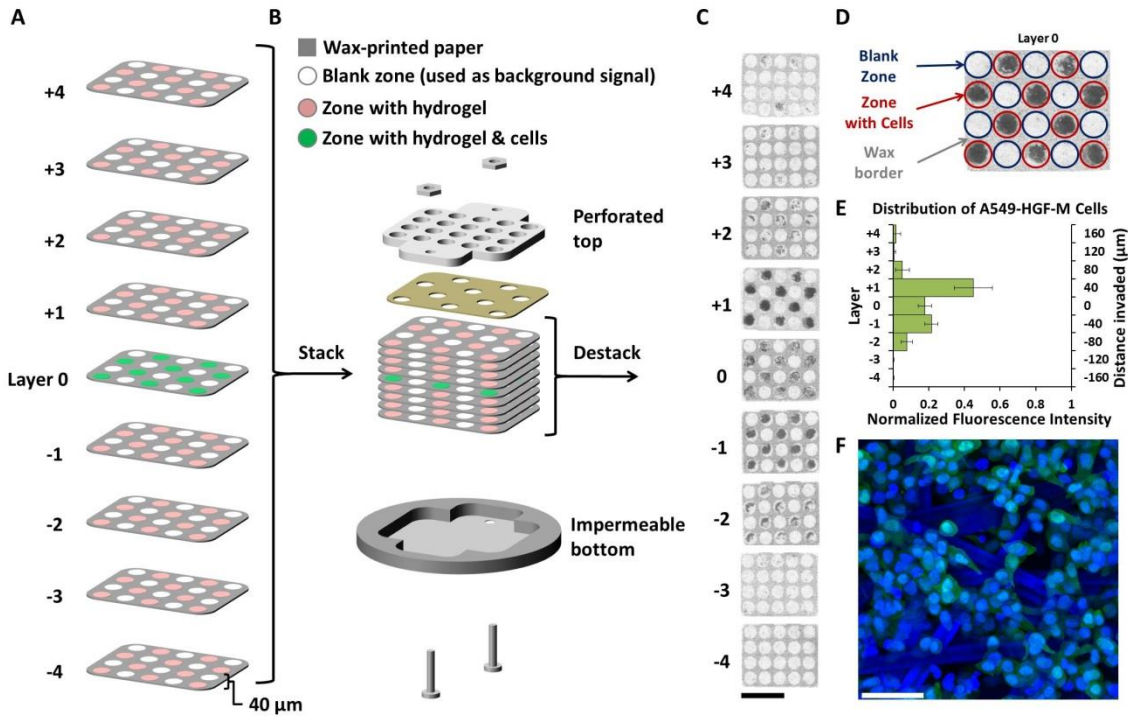 A
+4
+3
+2
+1
Layer 0
-1
-2
-3
-4
40 µm
B
Wax-printed paper
Blank zone (used as background signal)
Zone with hydrogel
Zone with hydrogel & cells
Perforated
top
Stack
Destack
Impermeable
bottom
C
+4
+3
+2
+1
0
-1
-2
-3
-4
D
Layer 0
Blank
Zone
Zone
with Cells
Wax
border
E
Distribution of A549-HGF-M Cells
Layer
+4
+3
+2
+1
0
-1
-2
-3
-4
160
120
80
40
0
-40
-80
-120
-160
Distance invaded (µm)
0 0.2 0.4 0.6 0.8 1
Normalized Fluorescence Intensity
F